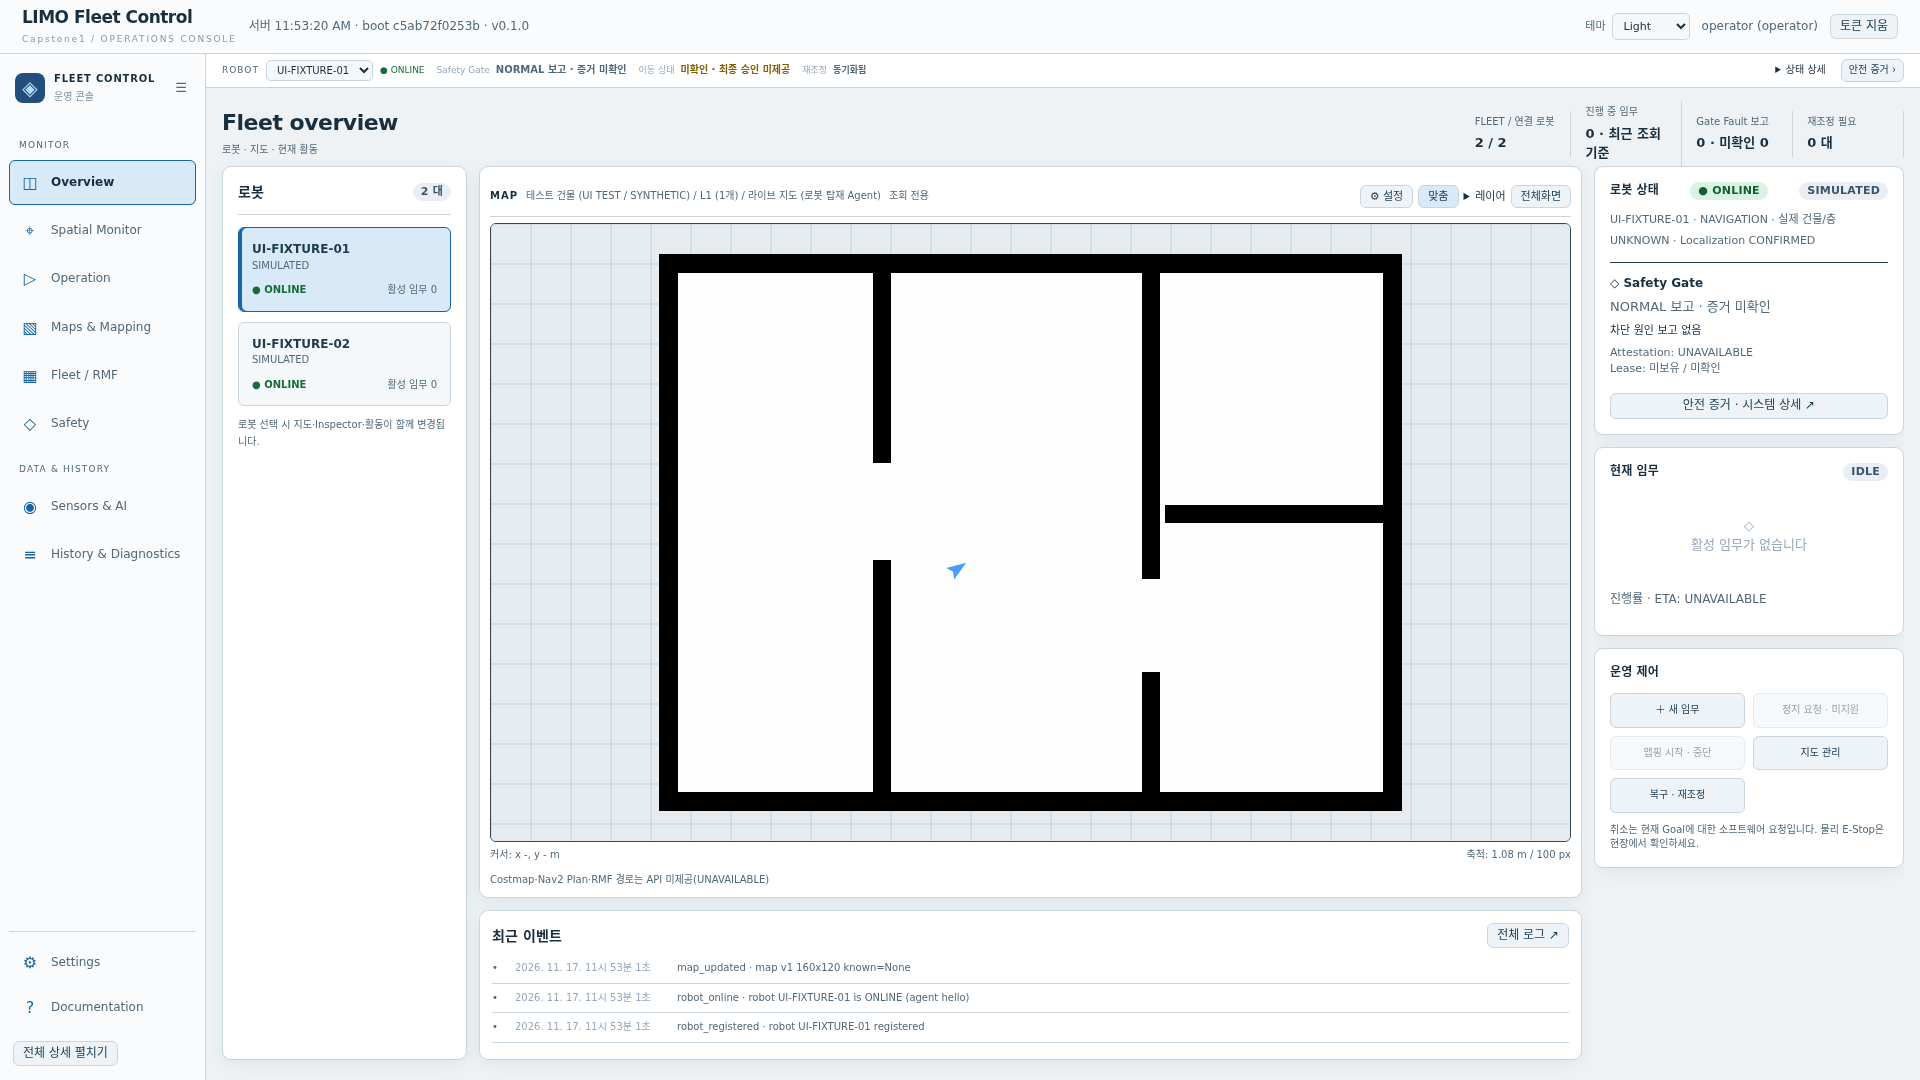 LIMO Fleet Control
Capstone1 / OPERATIONS CONSOLE
서버 11:53:20 AM · boot c5ab72f0253b · v0.1.0
테마 Light operator (operator) 토큰 지움
◈ FLEET CONTROL
운영 콘솔
☰
MONITOR
◫ Overview
⌖ Spatial Monitor
▷ Operation
▧ Maps & Mapping
▦ Fleet / RMF
◇ Safety
DATA & HISTORY
◉ Sensors & AI
≡ History & Diagnostics
⚙ Settings
? Documentation
전체 상세 펼치기
ROBOT UI-FIXTURE-01 ● ONLINE Safety Gate NORMAL 보고 · 증거 미확인 이동 상태 미확인 · 최종 승인 미제공 재조정 동기화됨
▶ 상태 상세 안전 증거 ›
Fleet overview
로봇 · 지도 · 현재 활동
FLEET / 연결 로봇
2 / 2
진행 중 임무
0 · 최근 조회
기준
Gate Fault 보고
0 · 미확인 0
재조정 필요
0 대
로봇 2 대
UI-FIXTURE-01
SIMULATED
● ONLINE 활성 임무 0
UI-FIXTURE-02
SIMULATED
● ONLINE 활성 임무 0
로봇 선택 시 지도·Inspector·활동이 함께 변경됩
니다.
MAP 테스트 건물 (UI TEST / SYNTHETIC) / L1 (1개) / 라이브 지도 (로봇 탑재 Agent) 조회 전용
⚙ 설정 맞춤 ▶ 레이어 전체화면
커서: x -, y - m
축척: 1.08 m / 100 px
Costmap·Nav2 Plan·RMF 경로는 API 미제공(UNAVAILABLE)
최근 이벤트 전체 로그 ↗
• 2026. 11. 17. 11시 53분 1초 map_updated · map v1 160x120 known=None
• 2026. 11. 17. 11시 53분 1초 robot_online · robot UI-FIXTURE-01 is ONLINE (agent hello)
• 2026. 11. 17. 11시 53분 1초 robot_registered · robot UI-FIXTURE-01 registered
로봇 상태 ● ONLINE SIMULATED
UI-FIXTURE-01 · NAVIGATION · 실제 건물/층
UNKNOWN · Localization CONFIRMED
◇ Safety Gate
NORMAL 보고 · 증거 미확인
차단 원인 보고 없음
Attestation: UNAVAILABLE
Lease: 미보유 / 미확인
안전 증거 · 시스템 상세 ↗
현재 임무 IDLE
◇
활성 임무가 없습니다
진행률 · ETA: UNAVAILABLE
운영 제어
＋ 새 임무 정지 요청 · 미지원
맵핑 시작 · 중단 지도 관리
복구 · 재조정
취소는 현재 Goal에 대한 소프트웨어 요청입니다. 물리 E-Stop은
현장에서 확인하세요.